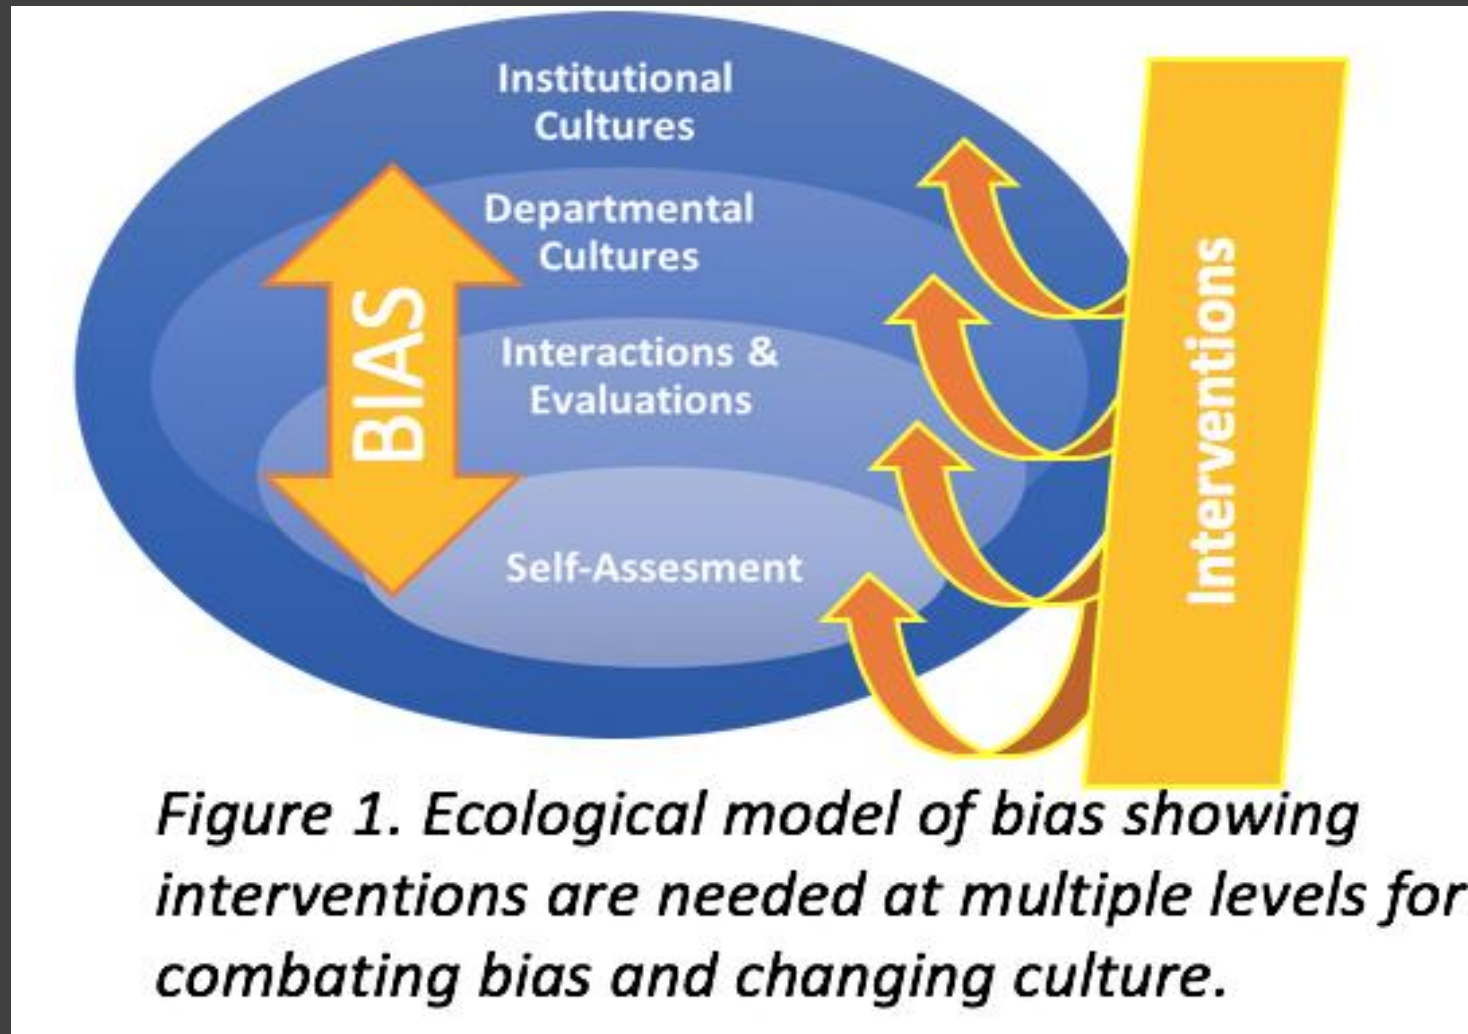 Institutional
Cultures
Departmental
Cultures
BIAS
Interactions &
Evaluations
Self-Assesment
Interventions
Figure 1. Ecological model of bias showing
interventions are needed at multiple levels for
combating bias and changing culture.